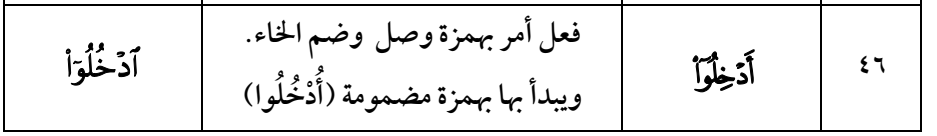 ٤٦
أَدۡخِلُوٓاْ
فعل أمر بهمزة وصل وضم الخاء.
ويبدأ بها بهمزة مضمومة (أُدْخُلُوا)
ٱدۡخُلُوٓاْ